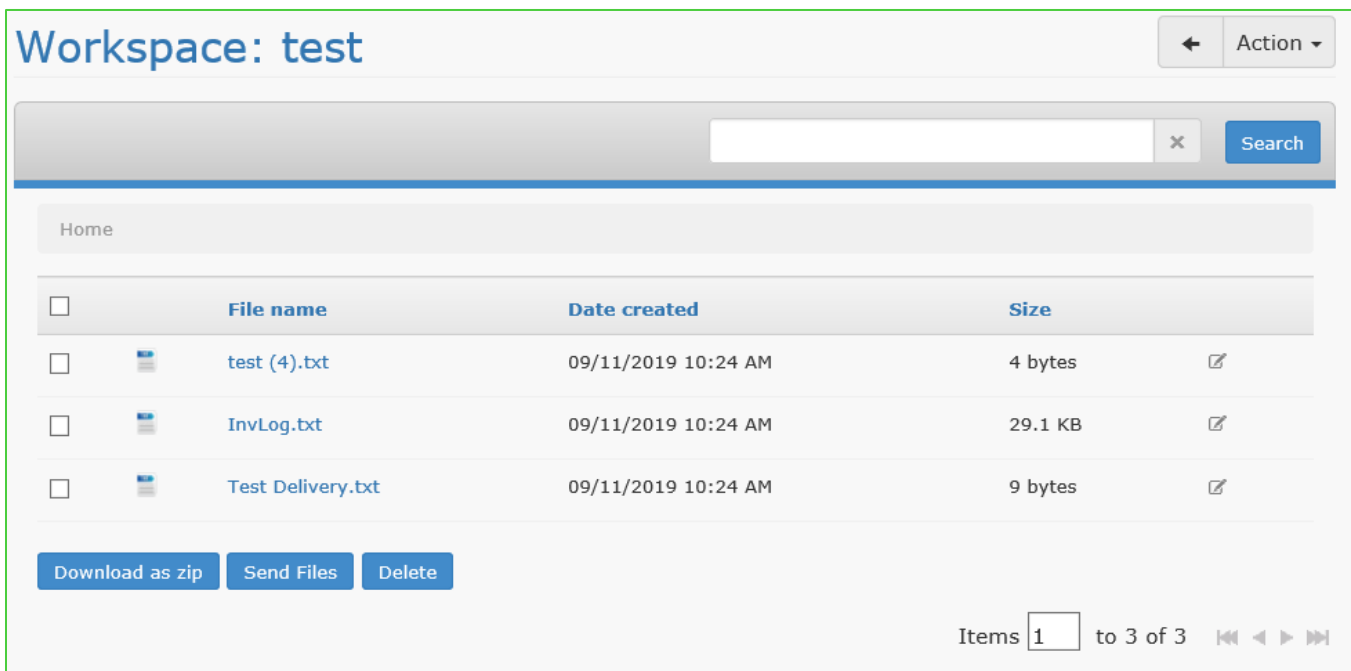 Workspace: test
Action
Search
Home
File name Date created Size
test (4).txt 09/11/2019 10:24 AM 4 bytes
InvLog.txt 09/11/2019 10:24 AM 29.1 KB
Test Delivery.txt 09/11/2019 10:24 AM 9 bytes
Download as zip Send Files Delete
Items 1 to 3 of 3